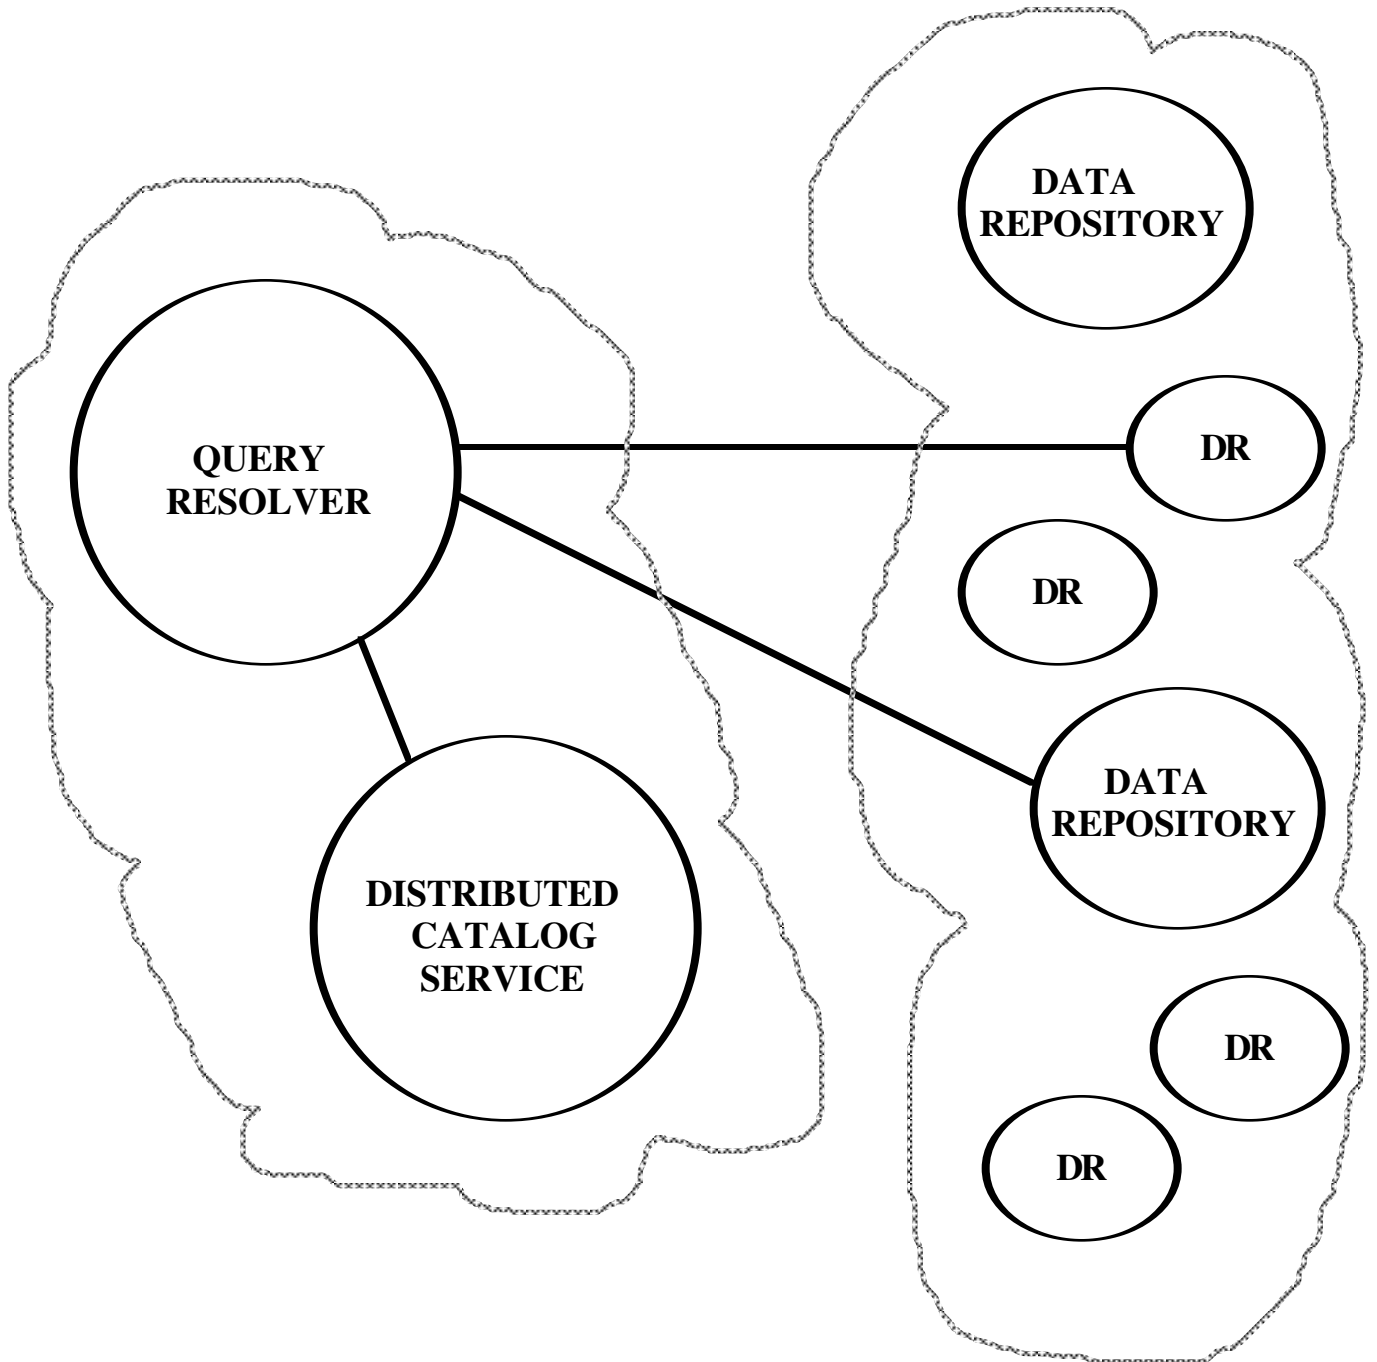 DATA
REPOSITORY
DR
QUERY
RESOLVER
DR
DATA
REPOSITORY
DISTRIBUTED
CATALOG
SERVICE
DR
DR